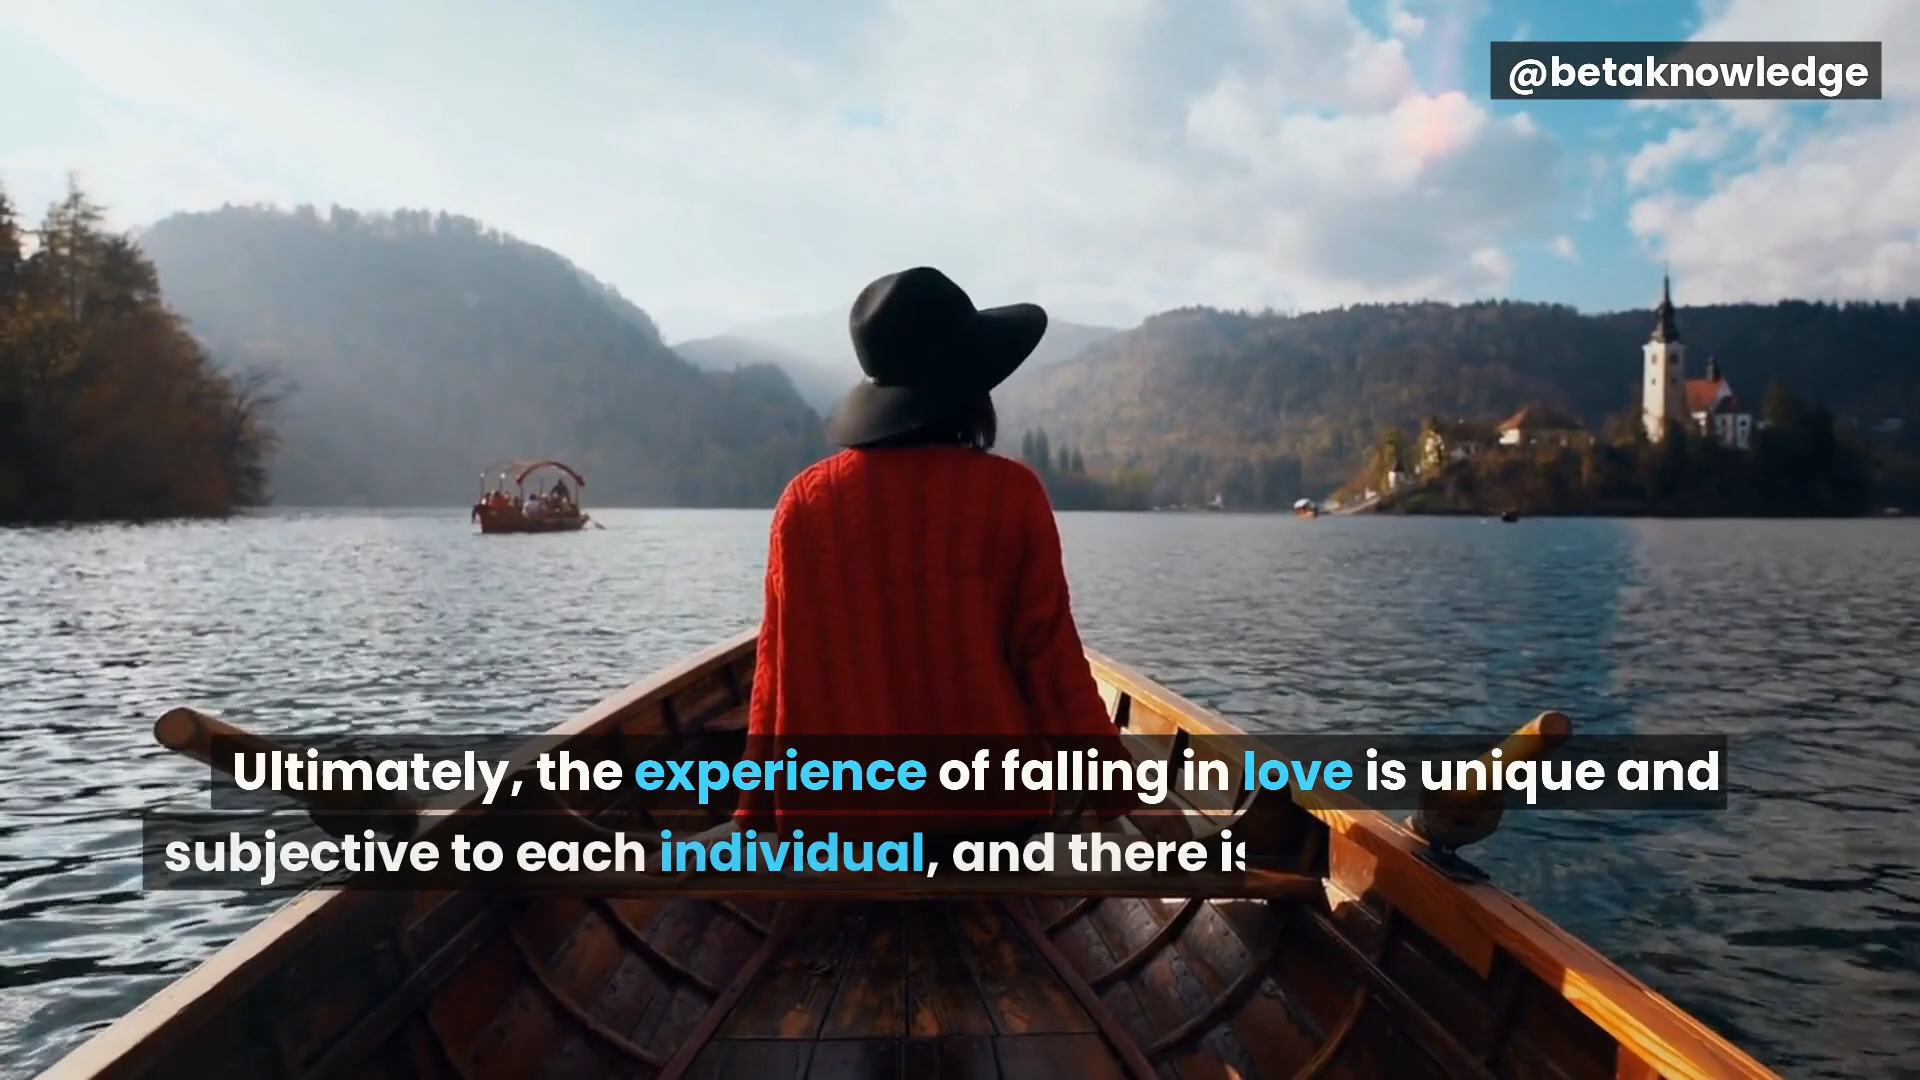 @betaknowledge
Ultimately, the experience of falling in love is unique and
subjective to each individual, and there is